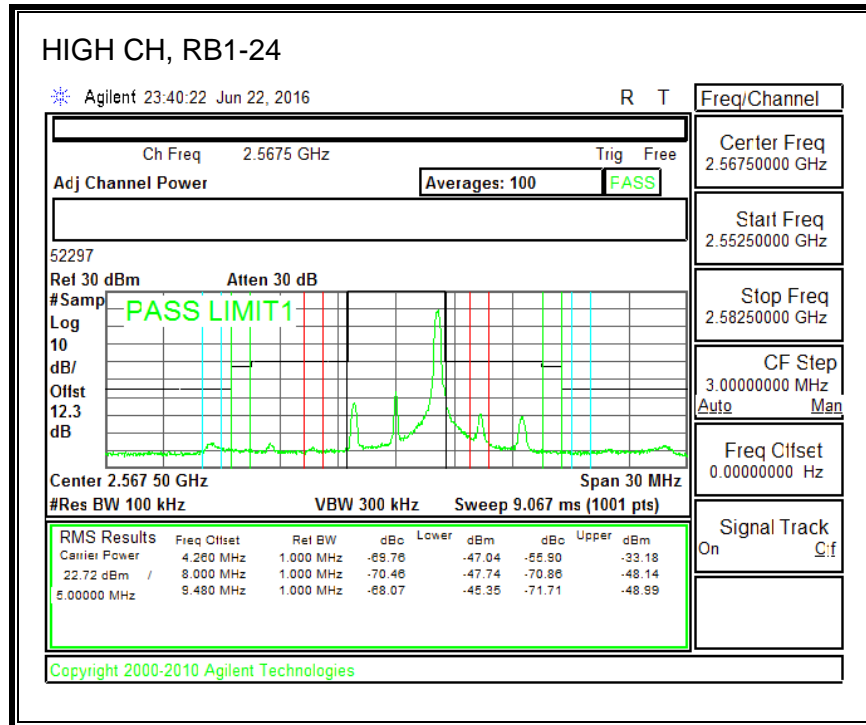 HIGH CH, RB1-24
Agilent 23:40:22 Jun 22, 2016 R T
Freq/Channel
Ch Freq 2.5675 GHz Trig Free
Adj Channel Power Averages: 100 PASS
Center Freq
2.56750000 GHz
Start Freq
2.55250000 GHz
52297
Ref 30 dBm Atten 30 dB
#Samp
Log
10
dB/
Offst
12.3
dB
PASS LIMIT1
Stop Freq
2.58250000 GHz
CF Step
3.00000000 MHz
Auto Man
Freq Offset
0.00000000 Hz
Center 2.567 50 GHz Span 30 MHz
#Res BW 100 kHz VBW 300 kHz Sweep 9.067 ms (1001 pts)
Signal Track
On Off
RMS Results Freq Offset Ref BW dBc Lower dBm dBc Upper dBm
Carrier Power 4.260 MHz 1.000 MHz -69.76 -47.04 -55.90 -33.18
22.72 dBm / 8.000 MHz 1.000 MHz -70.46 -47.74 -70.86 -48.14
5.00000 MHz 9.480 MHz 1.000 MHz -68.07 -45.35 -71.71 -48.99
Copyright 2000-2010 Agilent Technologies